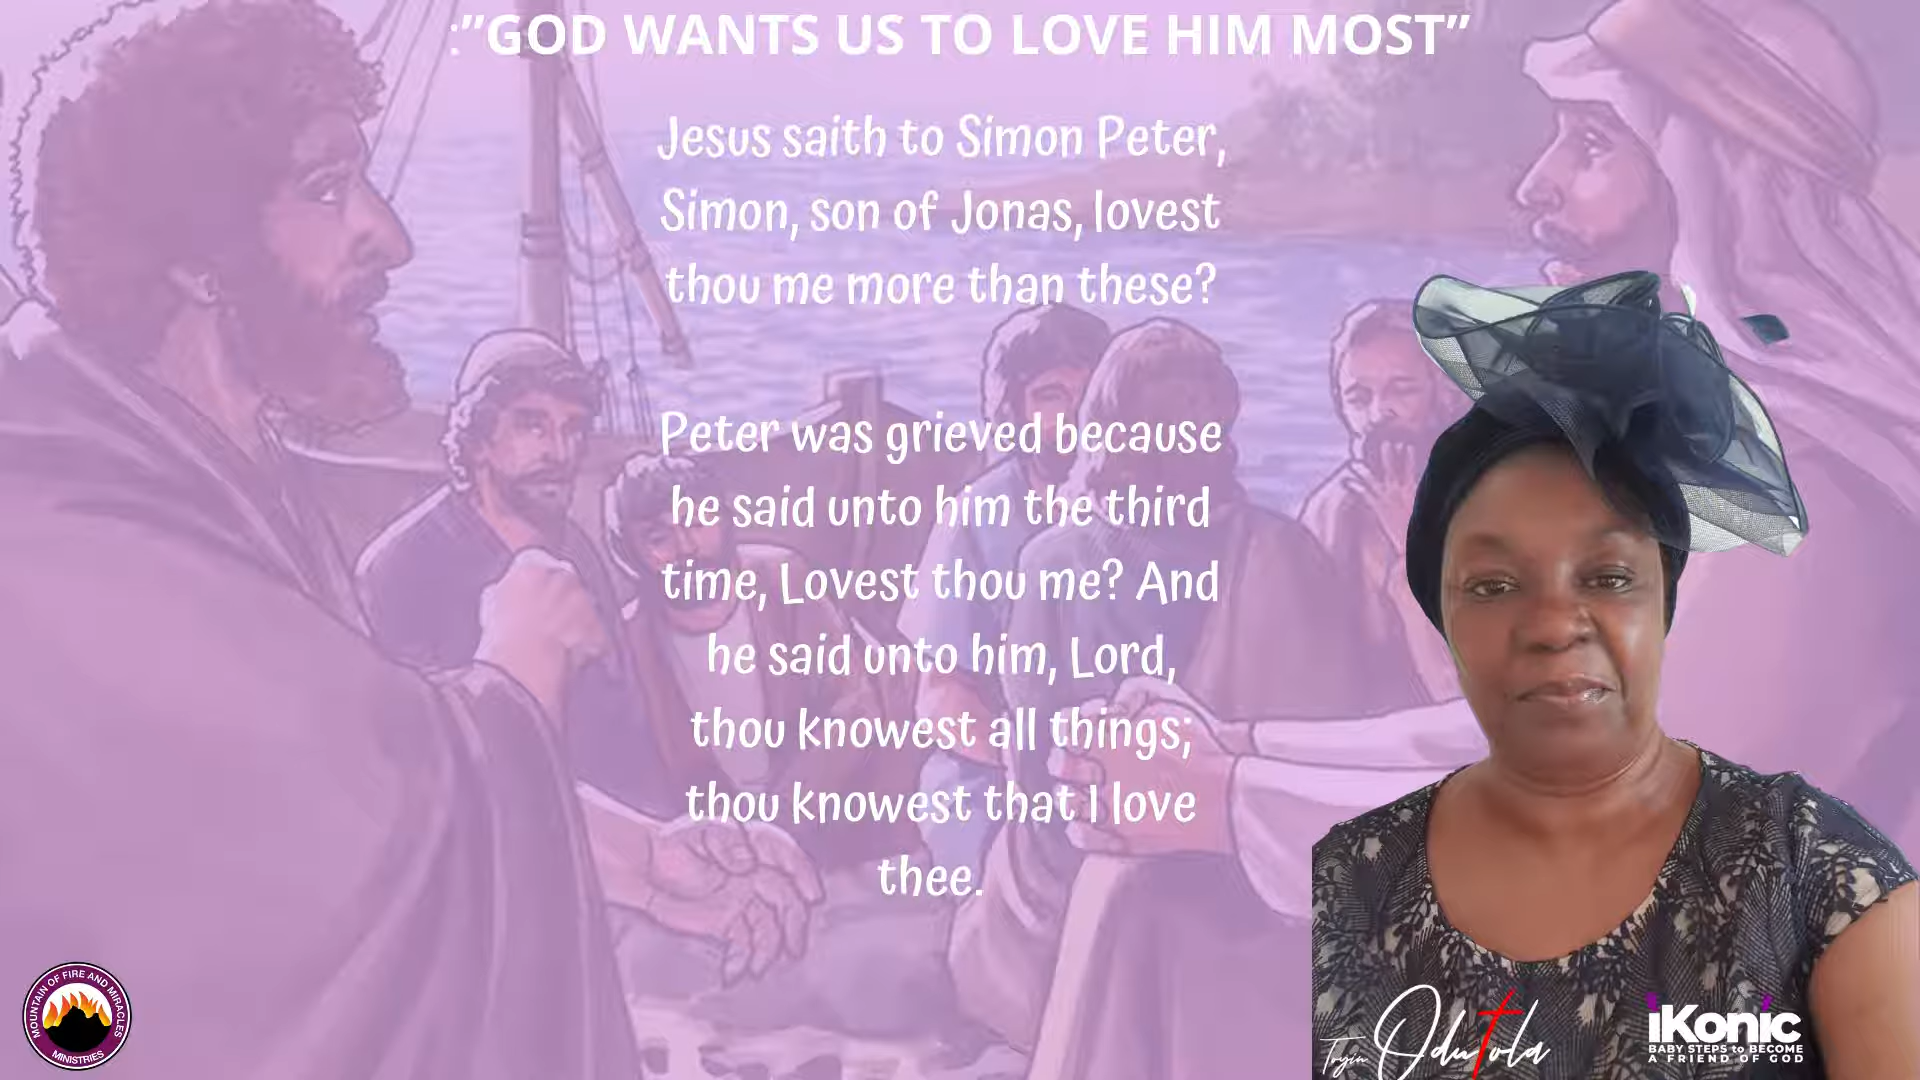 :”GOD WANTS US TO LOVE HIM MOST”
Jesus saith to Simon Peter,
Simon, son of Jonas, lovest
thou me more than these?
Peter was grieved because
he said unto him the third
time, Lovest thou me? And
he said unto him, Lord,
thou knowest all things;
thou knowest that I love
thee.
MOUNTAIN OF FIRE AND MIRACLES
MINISTRIES
Toyin Odutola
iKonic
BABY STEPS to BECOME
A FRIEND OF GOD